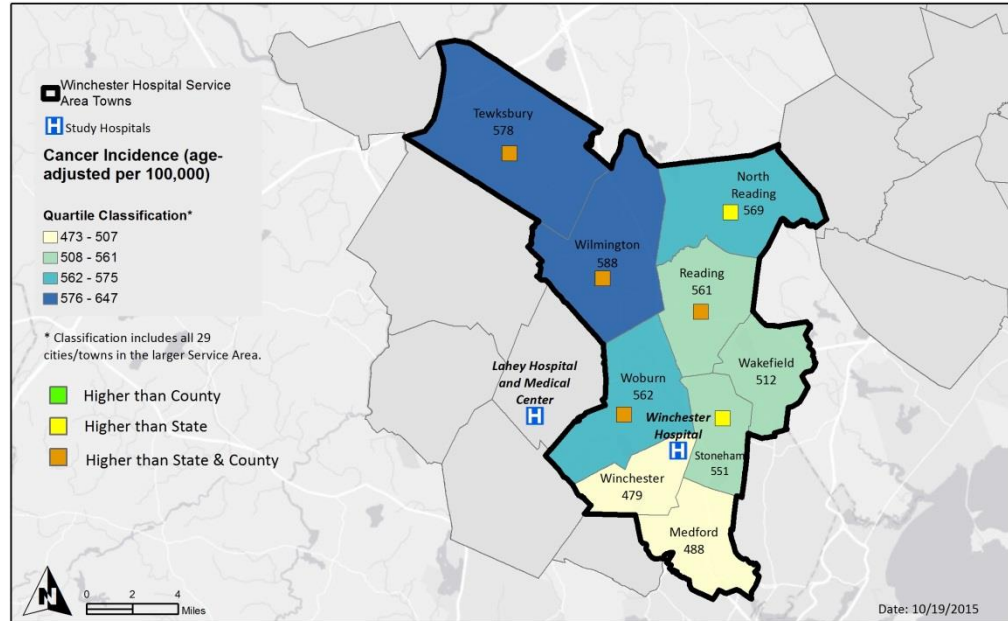 Winchester Hospital Service
Area Towns
H Study Hospitals
Cancer Incidence (age-
adjusted per 100,000)
Quartile Classification*
473 - 507
508 - 561
562 - 575
576 - 647
* Classification includes all 29
cities/towns in the larger Service Area.
Higher than County
Higher than State
Higher than State & County
Tewksbury
578
North
Reading
569
Wilmington
588
Reading
561
Wakefield
512
Lahey Hospital
and Medical
Center
H
Woburn
562
Winchester
Hospital
H
Stoneham
551
Winchester
479
Medford
488
N
0 2 4
Miles
Date: 10/19/2015